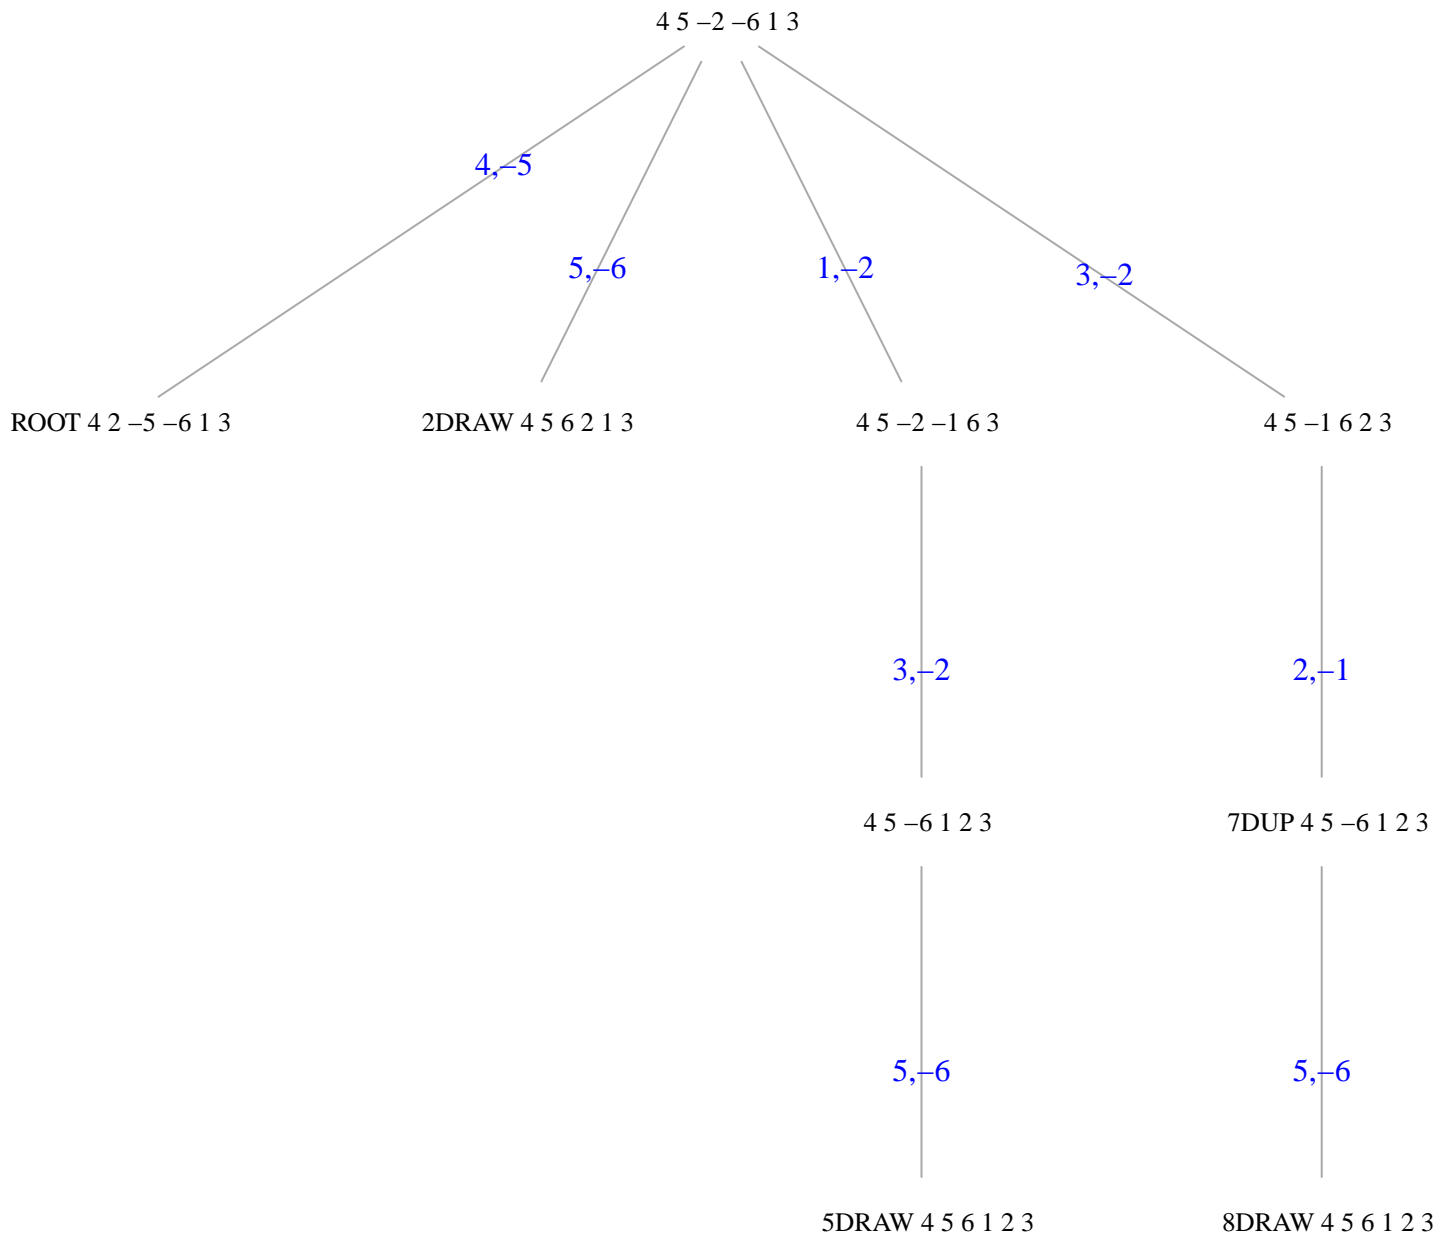 4 5 –2 –6 1 3
4,–5
5,–6
1,–2
3,–2
ROOT 4 2 –5 –6 1 3
2DRAW 4 5 6 2 1 3
4 5 –2 –1 6 3
4 5 –1 6 2 3
3,–2
2,–1
4 5 –6 1 2 3
7DUP 4 5 –6 1 2 3
5,–6
5,–6
5DRAW 4 5 6 1 2 3
8DRAW 4 5 6 1 2 3